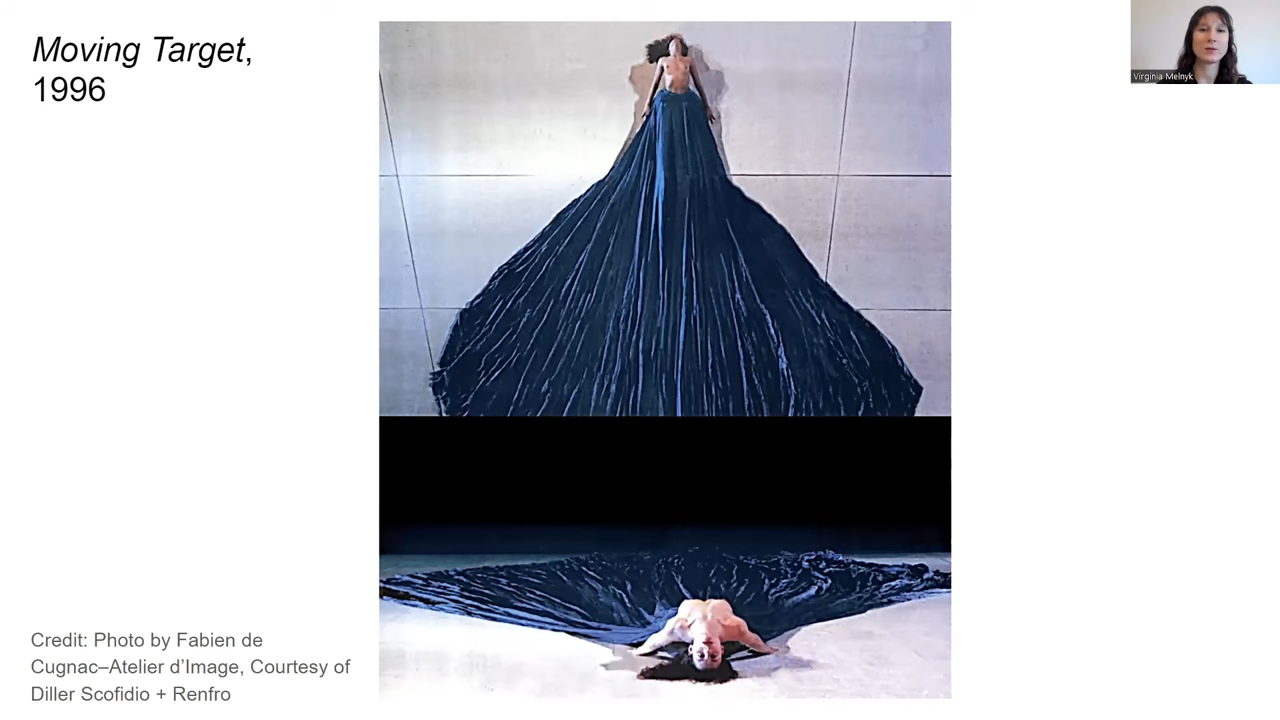 Moving Target,
1996
Virginia Melnyk
Credit: Photo by Fabien de
Cugnac–Atelier d’Image, Courtesy of
Diller Scofidio + Renfro